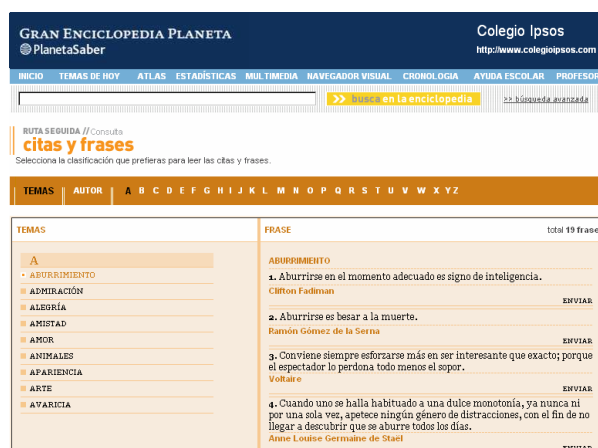 GRAN ENCICLOPEDIA PLANETA
PlanetaSaber
Colegio Ipsos
http://www.colegioipsos.com
INICIO TEMAS DE HOY ATLAS ESTADÍSTICAS MULTIMEDIA NAVEGADOR VISUAL CRONOLOGIA AYUDA ESCOLAR PROFESOR
>> busca en la enciclopedia
>> búsqueda avanzada
RUTA SEGUIDA // Consulta
citas y frases
Selecciona la clasificación que prefieras para leer las citas y frases.
TEMAS AUTOR A B C D E F G H I J K L M N O P Q R S T U V W X Y Z
TEMAS
A
ABURRIMIENTO
ADMIRACIÓN
ALEGRÍA
AMISTAD
AMOR
ANIMALES
APARIENCIA
ARTE
AVARICIA
FRASE
total 19 frase
ABURRIMIENTO
1. Aburrirse en el momento adecuado es signo de inteligencia.
Clifton Fadiman
ENVIAR
2. Aburrirse es besar a la muerte.
Ramón Gómez de la Serna
ENVIAR
3. Conviene siempre esforzarse más en ser interesante que exacto; porque
el espectador lo perdona todo menos el sopor.
Voltaire
ENVIAR
4. Cuando uno se halla habituado a una dulce monotonía, ya nunca ni
por una sola vez, apetece ningún género de distracciones, con el fin de no
llegar a descubrir que se aburre todos los días.
Anne Louise Germaine de Staël
ENVIAR